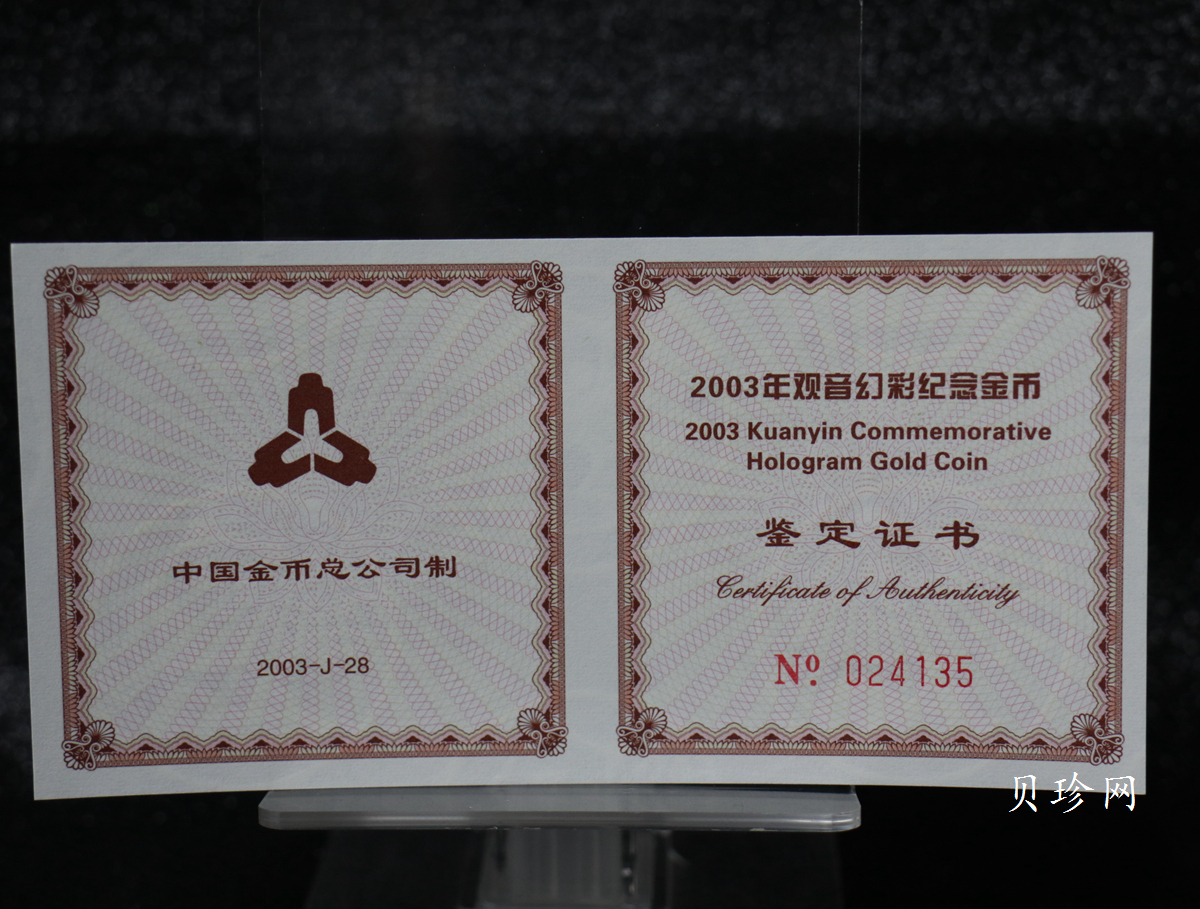 中国金币总公司制
2003-J-28
2003年观音幻彩纪念金币
2003 Kuanyin Commemorative
Hologram Gold Coin
鉴定证书
Certificate of Authenticity
Nº 024135
贝珍网